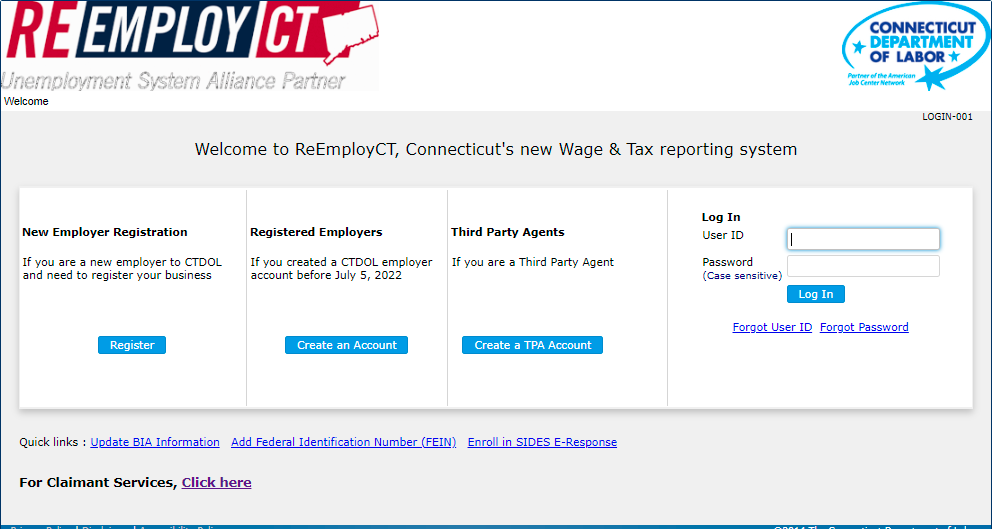 REEMPLOYCT
Unemployment System Alliance Partner
CONNECTICUT
DEPARTMENT
OF LABOR
Partner of the American
Job Center Network
Welcome
LOGIN-001
Welcome to ReEmployCT, Connecticut's new Wage & Tax reporting system
New Employer Registration
If you are a new employer to CTDOL
and need to register your business
Register
Registered Employers
If you created a CTDOL employer
account before July 5, 2022
Create an Account
Third Party Agents
If you are a Third Party Agent
Create a TPA Account
Log In
User ID
Password
(Case sensitive)
Log In
Forgot User ID Forgot Password
Quick links : Update BIA Information Add Federal Identification Number (FEIN) Enroll in SIDES E-Response
For Claimant Services, Click here